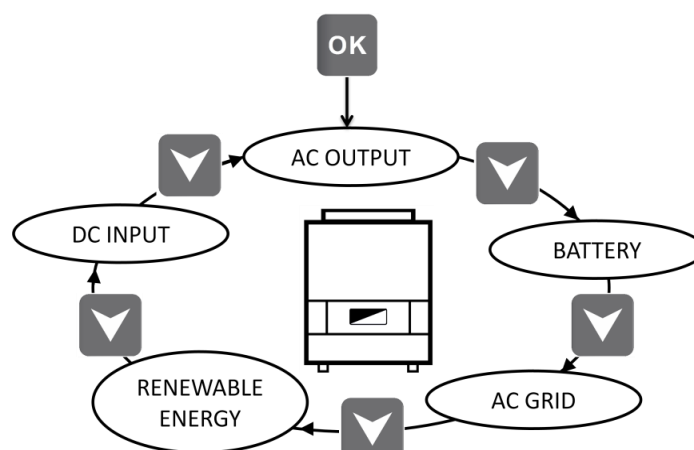 OK
AC OUTPUT
DC INPUT
BATTERY
RENEWABLE
ENERGY
AC GRID